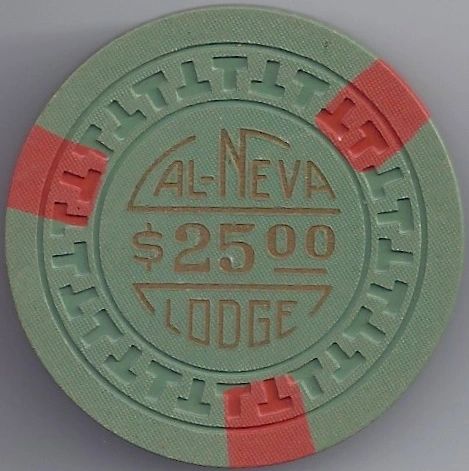 CAL-NEVA
$25.00
LODGE